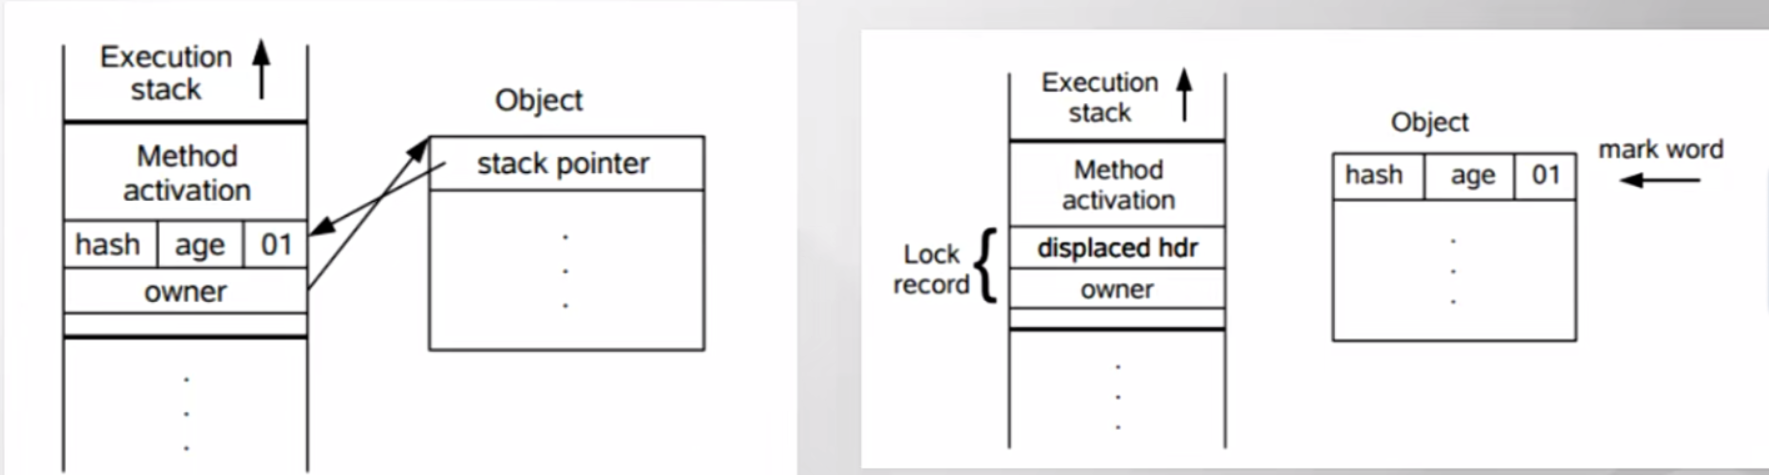 Execution
stack
Method
activation
hash age 01
owner
Object
stack pointer
Execution
stack
Method
activation
Lock
record
displaced hdr
owner
Object
hash age 01
mark word